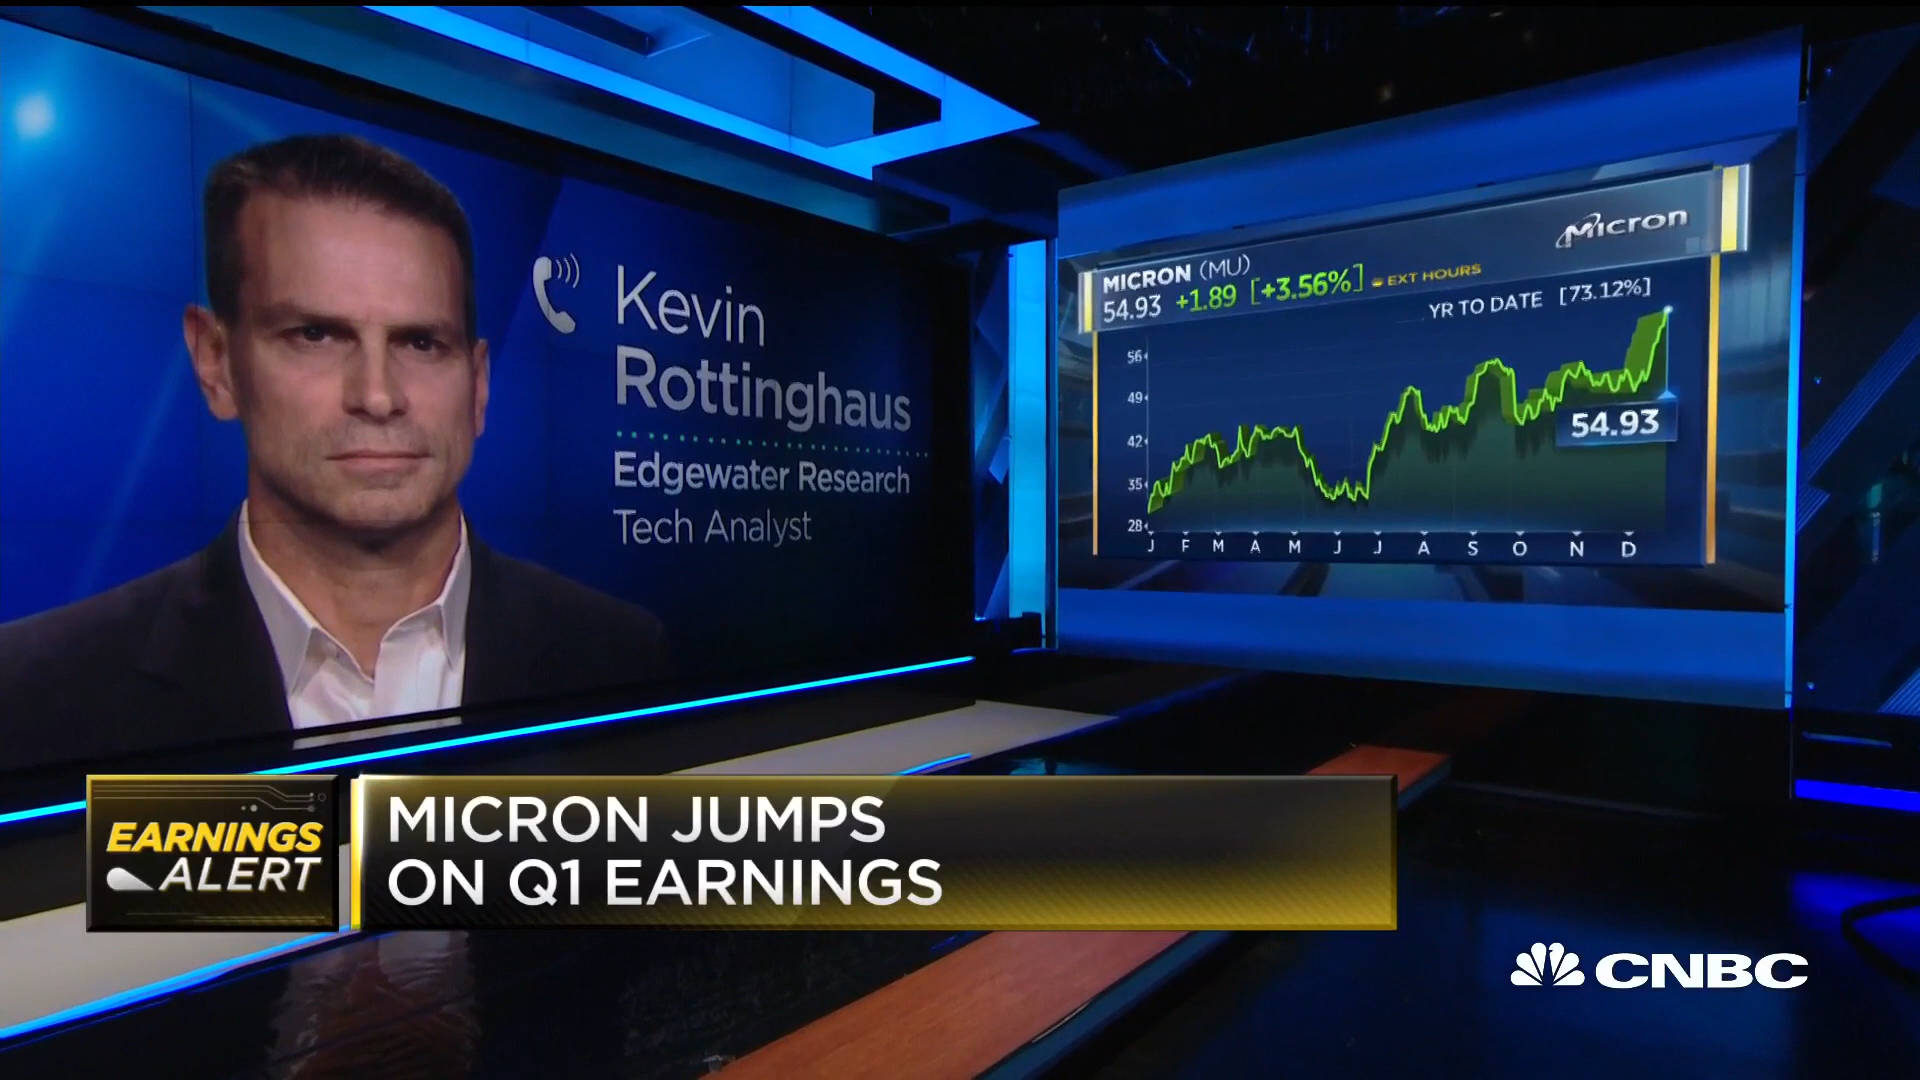 Kevin
Rottinghaus
Edgewater Research
Tech Analyst
Micron
MICRON (MU)
54.93 +1.89 [+3.56%] EXT HOURS
YR TO DATE [73.12%]
56
49
42
35
28
54.93
J F M A M J J A S O N D
EARNINGS
ALERT
MICRON JUMPS
ON Q1 EARNINGS
CNBC